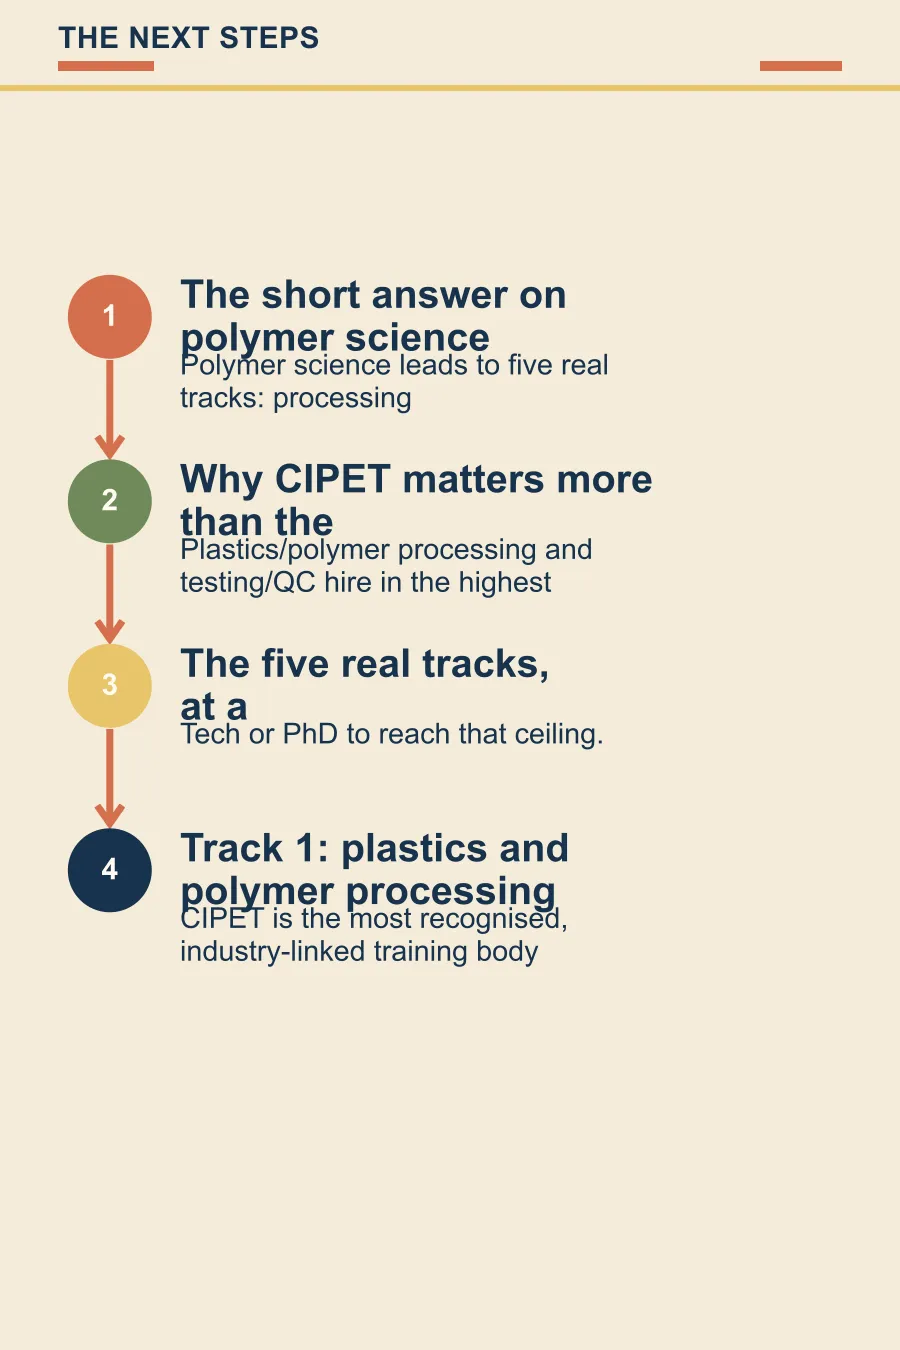 THE NEXT STEPS
1
The short answer on
polymer science
Polymer science leads to five real
tracks: processing
2
Why CIPET matters more
than the
Plastics/polymer processing and
testing/QC hire in the highest
3
The five real tracks,
at a
Tech or PhD to reach that ceiling.
4
Track 1: plastics and
polymer processing
CIPET is the most recognised,
industry-linked training body